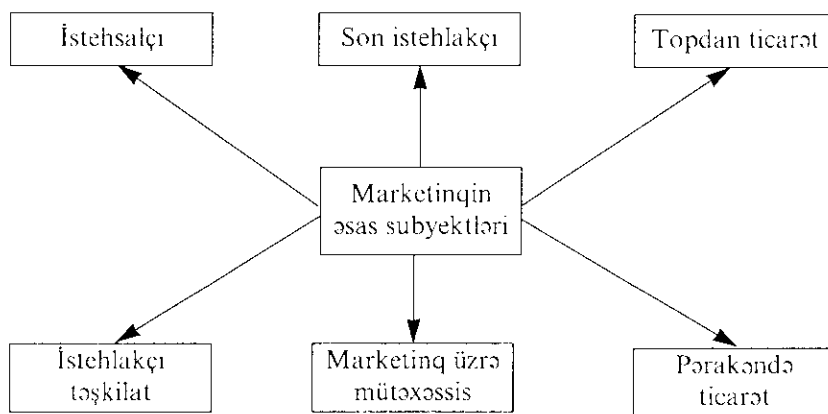 İstehsalçı
Son istehlakçı
Topdan ticarət
Marketinqin
əsas subyektləri
İstehlakçı
təşkilat
Marketinq üzrə
mütəxəssis
Pərakəndə
ticarət